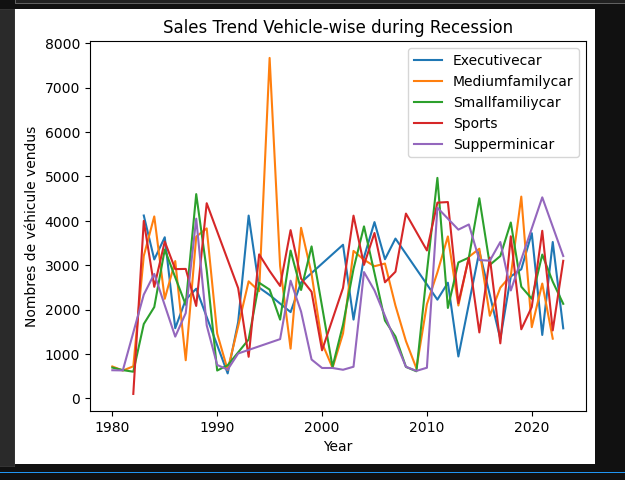 Sales Trend Vehicle-wise during Recession
8000
7000
6000
5000
4000
3000
2000
1000
0
Nombres de véhicule vendus
Executivecar
Mediumfamilycar
Smallfamiliycar
Sports
Supperminicar
1980
1990
2000
2010
2020
Year